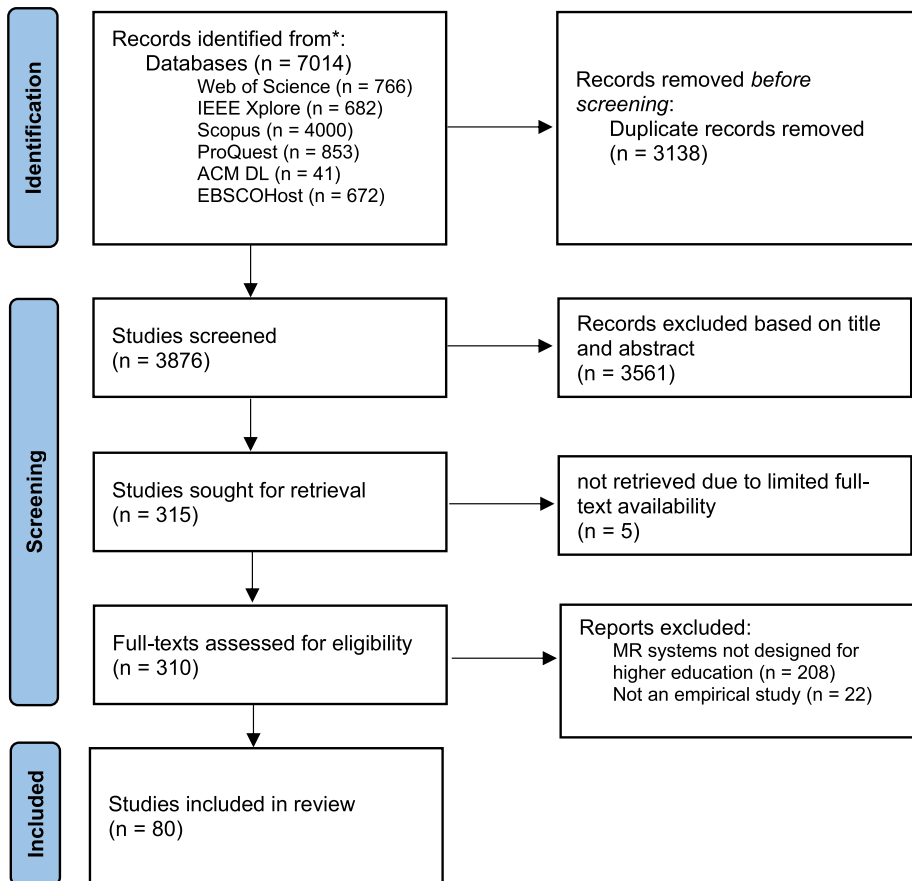 Identification
Records identified from*:
Databases (n = 7014)
Web of Science (n = 766)
IEEE Xplore (n = 682)
Scopus (n = 4000)
ProQuest (n = 853)
ACM DL (n = 41)
EBSCOHost (n = 672)
Records removed before
screening:
Duplicate records removed
(n = 3138)
Screening
Studies screened
(n = 3876)
Records excluded based on title
and abstract
(n = 3561)
Studies sought for retrieval
(n = 315)
not retrieved due to limited full-
text availability
(n = 5)
Full-texts assessed for eligibility
(n = 310)
Reports excluded:
MR systems not designed for
higher education (n = 208)
Not an empirical study (n = 22)
Included
Studies included in review
(n = 80)